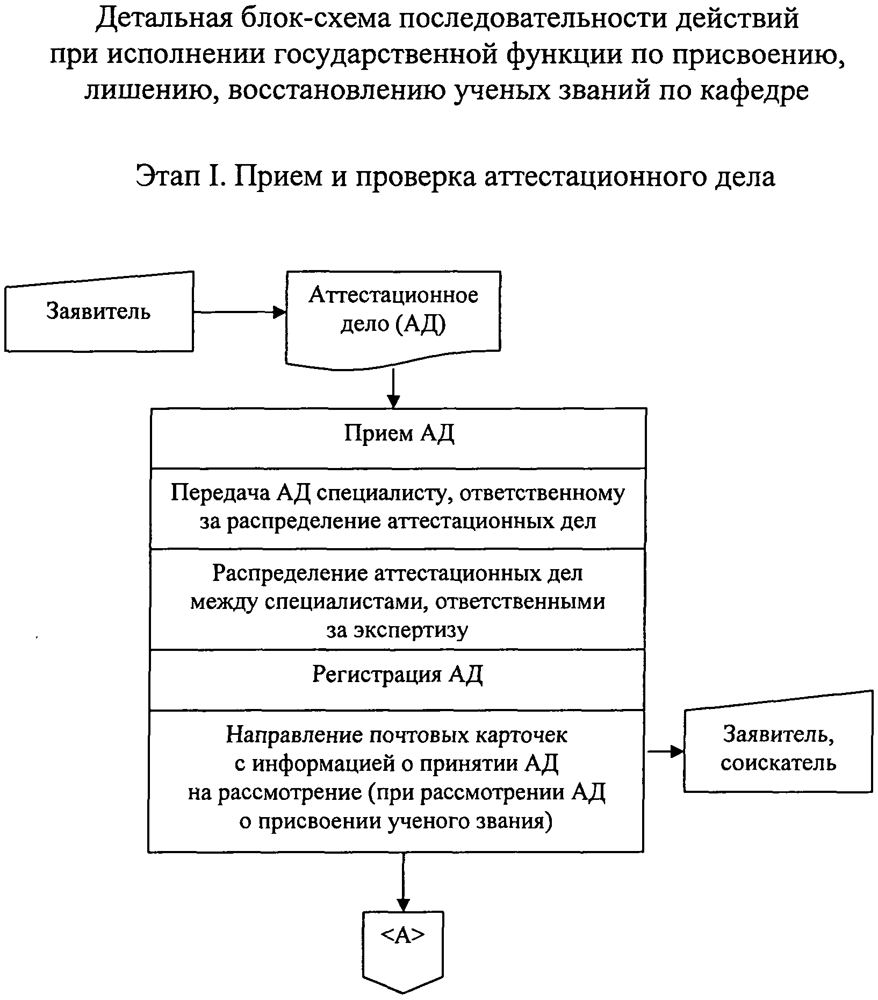 Детальная блок-схема последовательности действий
при исполнении государственной функции по присвоению,
лишению, восстановлению ученых званий по кафедре
Этап I. Прием и проверка аттестационного дела
Заявитель
Аттестационное
дело (АД)
Прием АД
Передача АД специалисту, ответственному
за распределение аттестационных дел
Распределение аттестационных дел
между специалистами, ответственными
за экспертизу
Регистрация АД
Направление почтовых карточек
с информацией о принятии АД
на рассмотрение (при рассмотрении АД
о присвоении ученого звания)
Заявитель,
соискатель
<А>